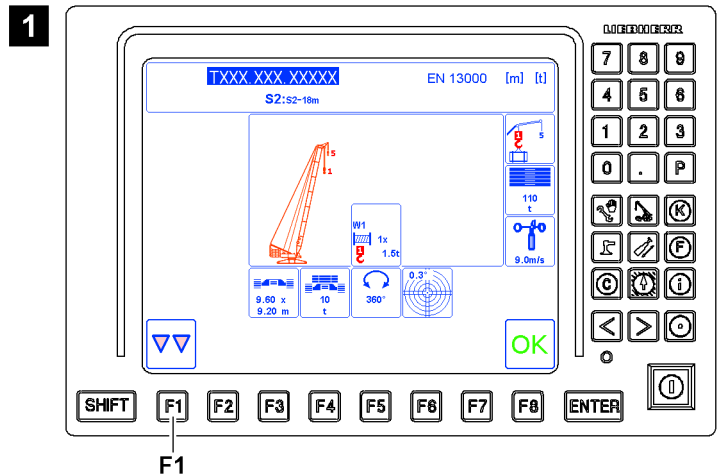 1
LIEBHERR
TXXX. XXX. XXXXX EN 13000 [m] [t]
S2:S2-18m
5
1
1
5
110
t
W1
1x
1
1.5t
9.0m/s
9.60 x
9.20 m
10
t
360°
0.3°
OK
7 8 9
4 5 6
1 2 3
0 . P
K
F
C i
< >
SHIFT F1 F2 F3 F4 F5 F6 F7 F8 ENTER
F1